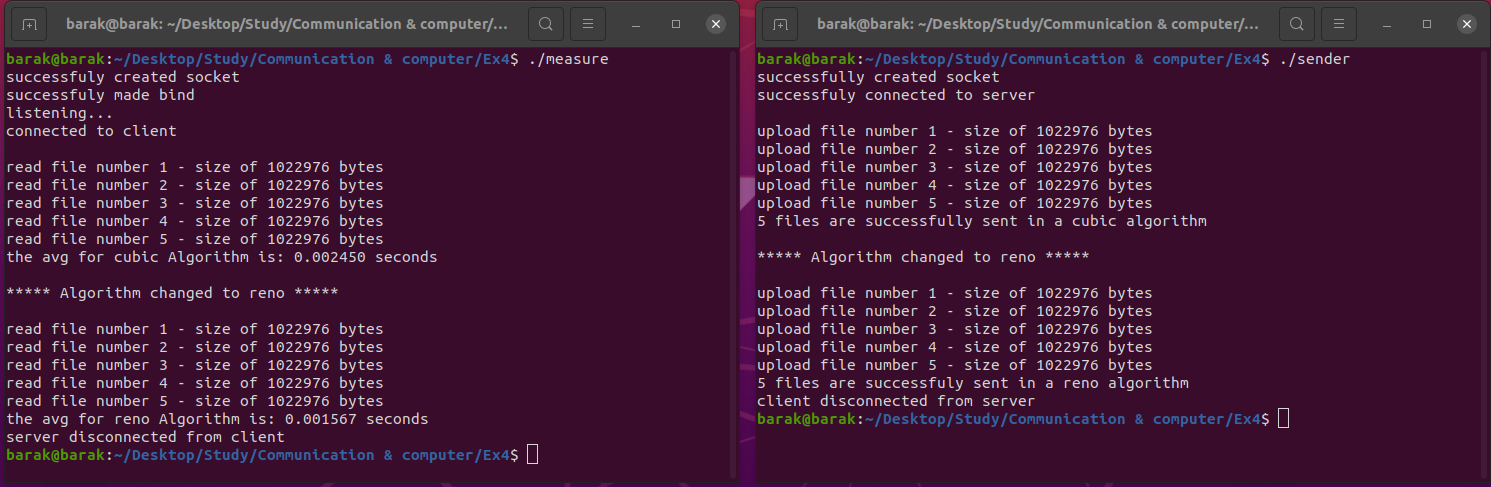 barak@barak: ~/Desktop/Study/Communication & computer/...
barak@barak:~/Desktop/Study/Communication & computer/Ex4$ ./measure
successfuly created socket
successfuly made bind
listening...
connected to client
read file number 1 - size of 1022976 bytes
read file number 2 - size of 1022976 bytes
read file number 3 - size of 1022976 bytes
read file number 4 - size of 1022976 bytes
read file number 5 - size of 1022976 bytes
the avg for cubic Algorithm is: 0.002450 seconds
***** Algorithm changed to reno *****
read file number 1 - size of 1022976 bytes
read file number 2 - size of 1022976 bytes
read file number 3 - size of 1022976 bytes
read file number 4 - size of 1022976 bytes
read file number 5 - size of 1022976 bytes
the avg for reno Algorithm is: 0.001567 seconds
server disconnected from client
barak@barak:~/Desktop/Study/Communication & computer/Ex4$
barak@barak: ~/Desktop/Study/Communication & computer/...
barak@barak:~/Desktop/Study/Communication & computer/Ex4$ ./sender
successfully created socket
successfuly connected to server
upload file number 1 - size of 1022976 bytes
upload file number 2 - size of 1022976 bytes
upload file number 3 - size of 1022976 bytes
upload file number 4 - size of 1022976 bytes
upload file number 5 - size of 1022976 bytes
5 files are successfully sent in a cubic algorithm
***** Algorithm changed to reno *****
upload file number 1 - size of 1022976 bytes
upload file number 2 - size of 1022976 bytes
upload file number 3 - size of 1022976 bytes
upload file number 4 - size of 1022976 bytes
upload file number 5 - size of 1022976 bytes
5 files are successfuly sent in a reno algorithm
client disconnected from server
barak@barak:~/Desktop/Study/Communication & computer/Ex4$